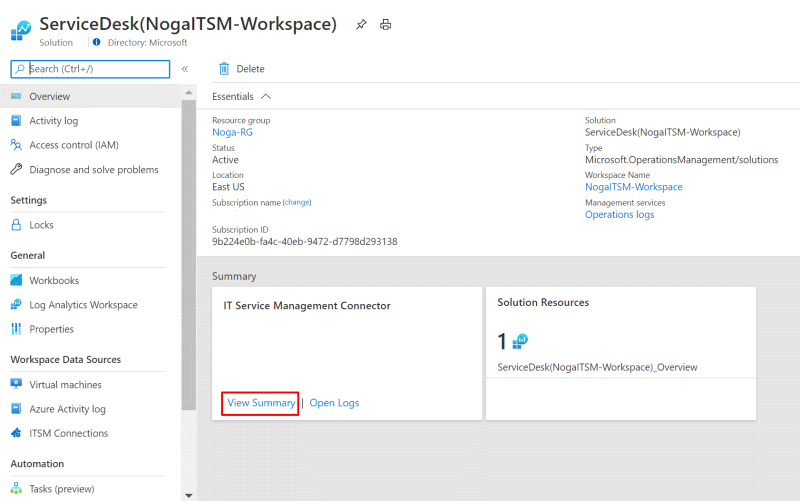 ServiceDesk(NogaITSM-Workspace)
Solution
Directory: Microsoft
Search (Ctrl+/)
«
Overview
Activity log
Access control (IAM)
Diagnose and solve problems
Settings
Locks
General
Workbooks
Log Analytics Workspace
Properties
Workspace Data Sources
Virtual machines
Azure Activity log
ITSM Connections
Automation
Tasks (preview)
Delete
Essentials
Resource group
Noga-RG
Status
Active
Location
East US
Subscription name (change)
Subscription ID
9b224e0b-fa4c-40eb-9472-d7798d293138
Solution
ServiceDesk(NogaITSM-Workspace)
Type
Microsoft.OperationsManagement/solutions
Workspace Name
NogaITSM-Workspace
Management services
Operations logs
Summary
IT Service Management Connector
View Summary | Open Logs
Solution Resources
1
ServiceDesk(NogaITSM-Workspace)_Overview